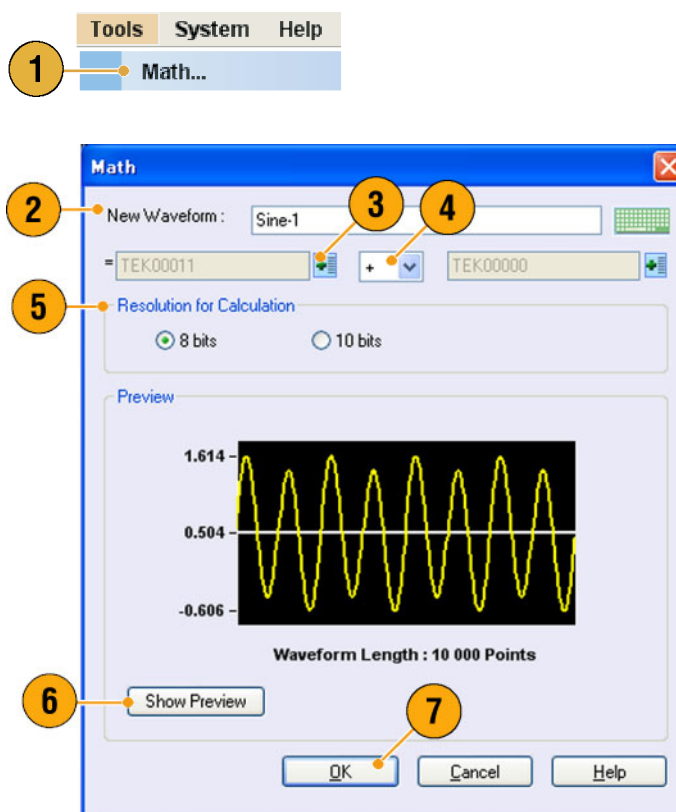 Tools System Help
1 Math...
Math
2 New Waveform : Sine-1 3 4
= TEK00011 + TEK00000
5 Resolution for Calculation
8 bits 10 bits
Preview
1.614
0.504
-0.606
Waveform Length : 10 000 Points
6 Show Preview 7
OK Cancel Help